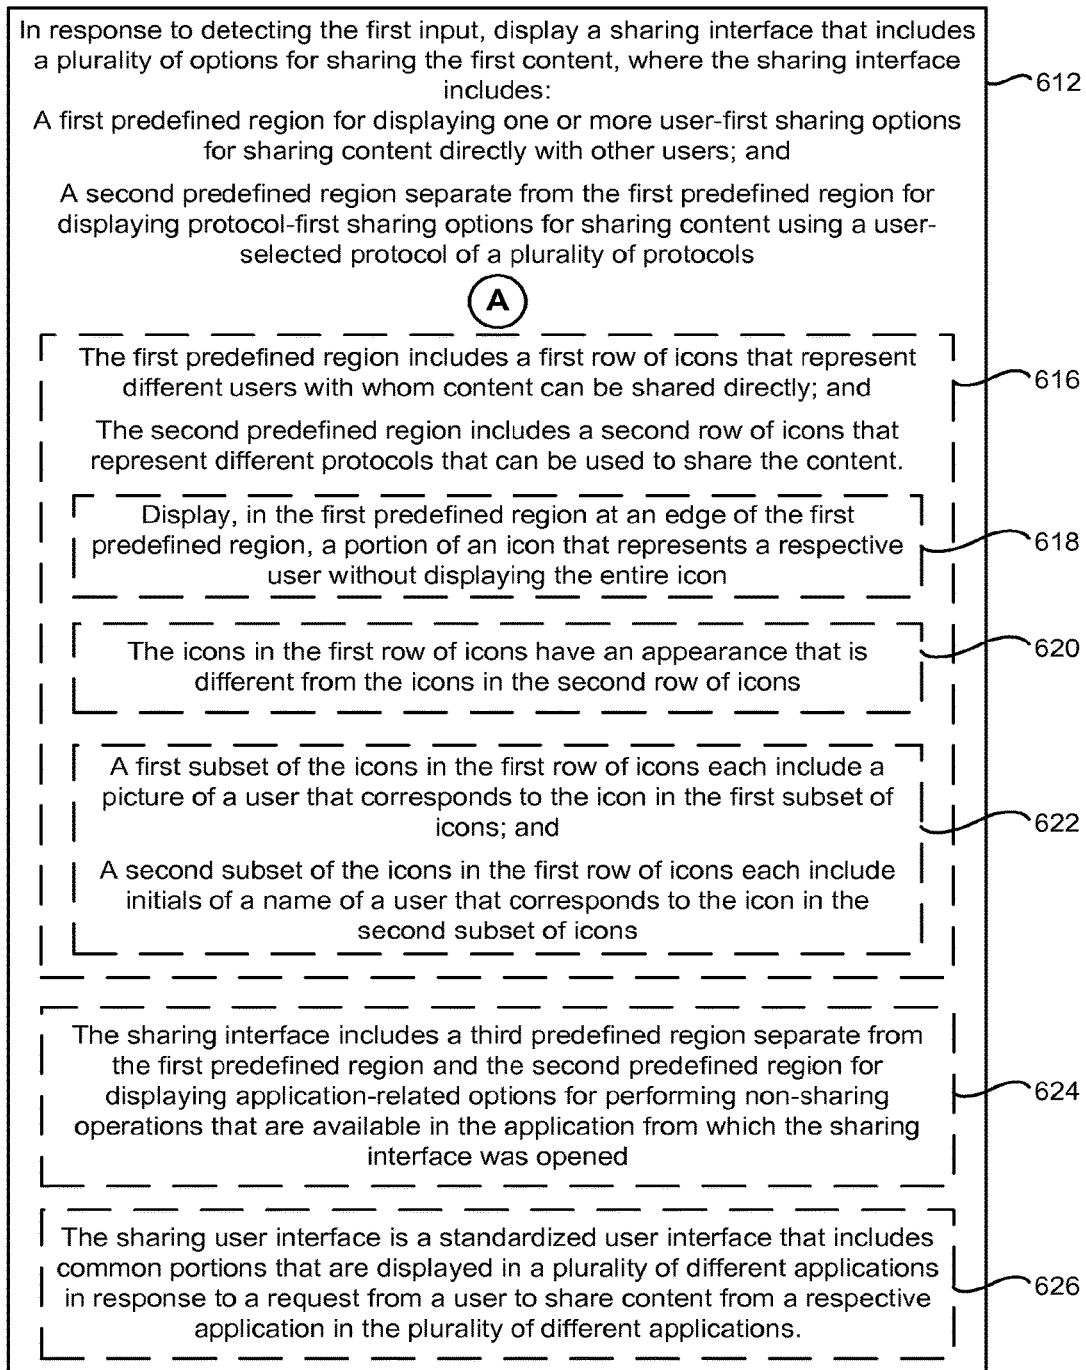 In response to detecting the first input, display a sharing interface that includes
a plurality of options for sharing the first content, where the sharing interface
includes:
612
A first predefined region for displaying one or more user-first sharing options
for sharing content directly with other users; and
A second predefined region separate from the first predefined region for
displaying protocol-first sharing options for sharing content using a user-
selected protocol of a plurality of protocols
A
The first predefined region includes a first row of icons that represent
different users with whom content can be shared directly; and
616
The second predefined region includes a second row of icons that
represent different protocols that can be used to share the content.
Display, in the first predefined region at an edge of the first
predefined region, a portion of an icon that represents a respective
user without displaying the entire icon
618
The icons in the first row of icons have an appearance that is
different from the icons in the second row of icons
620
A first subset of the icons in the first row of icons each include a
picture of a user that corresponds to the icon in the first subset of
icons; and
622
A second subset of the icons in the first row of icons each include
initials of a name of a user that corresponds to the icon in the
second subset of icons
The sharing interface includes a third predefined region separate from
the first predefined region and the second predefined region for
displaying application-related options for performing non-sharing
operations that are available in the application from which the sharing
interface was opened
624
The sharing user interface is a standardized user interface that includes
common portions that are displayed in a plurality of different applications
in response to a request from a user to share content from a respective
application in the plurality of different applications.
626